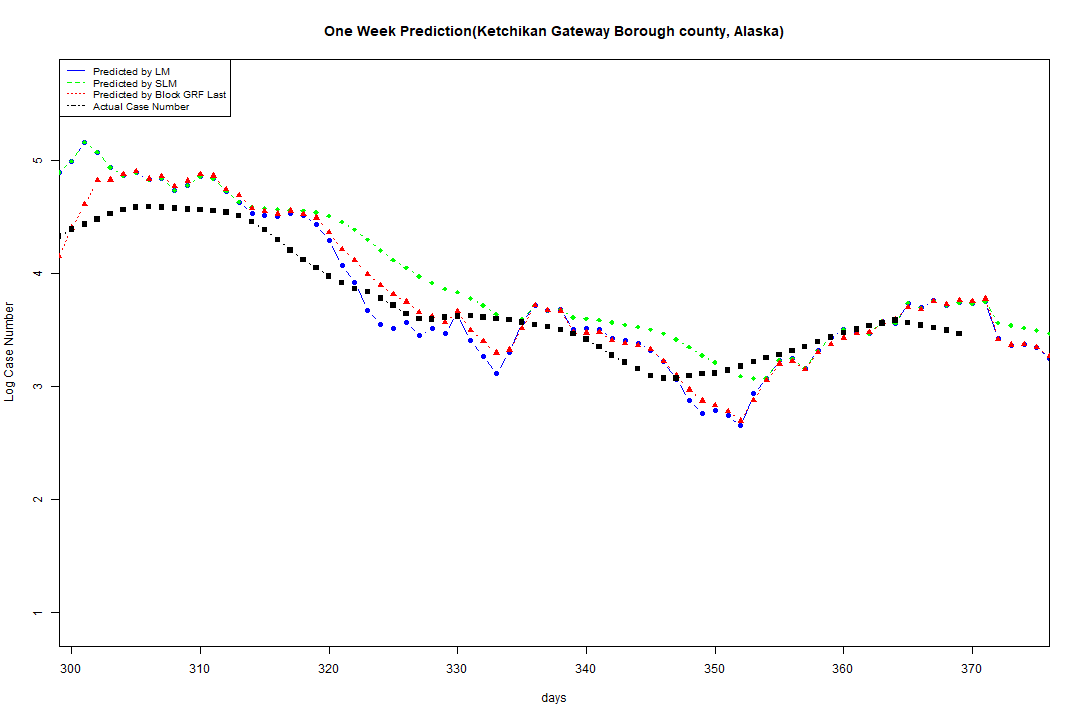 One Week Prediction(Ketchikan Gateway Borough county, Alaska)
Predicted by LM
Predicted by SLM
Predicted by Block GRF Last
Actual Case Number
5
4
3
2
1
Log Case Number
300 310 320 330 340 350 360 370
days